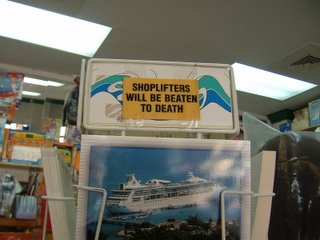 SHOPLIFTERS
WILL BE BEATEN
TO DEATH